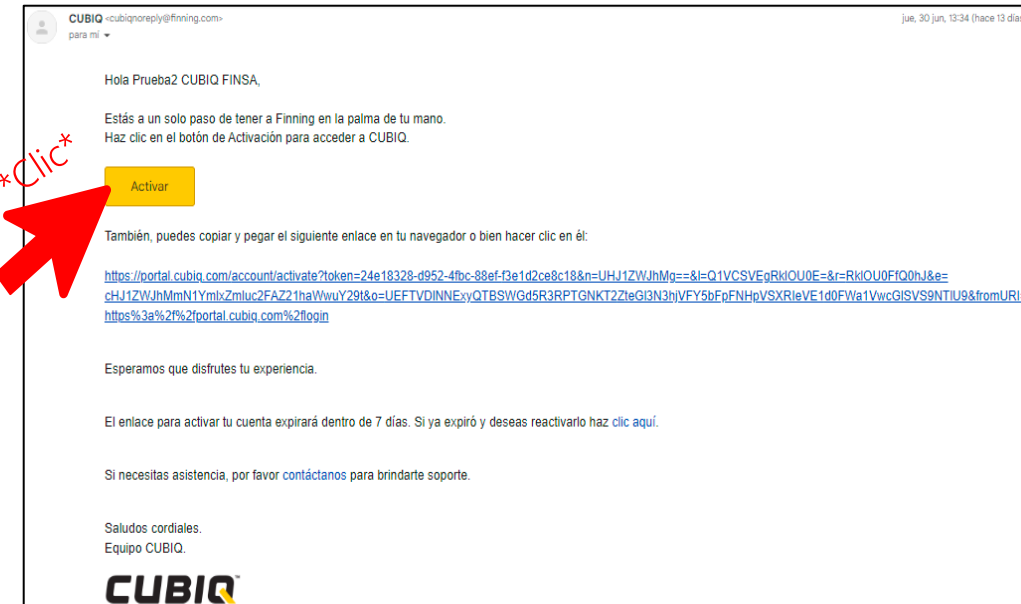 CUBIQ <cubiqnoreply@finning.com>
jue, 30 jun, 13:34 (hace 13 días
para mí
Hola Prueba2 CUBIQ FINSA,
Estás a un solo paso de tener a Finning en la palma de tu mano.
Haz clic en el botón de Activación para acceder a CUBIQ.
*Clic*
Activar
También, puedes copiar y pegar el siguiente enlace en tu navegador o bien hacer clic en él:
https://portal.cubiq.com/account/activate?token=24e18328-d952-4fbc-88ef-f3e1d2ce8c18&n=UHJ1ZWJhMg==&l=Q1VCSVEgRklOU0E=&r=RklOU0FfQ0hJ&e=
cHJ1ZWJhMmN1YmlxZmluc2FAZ21haWwuY29t&o=UEFTVDINNExyQTBSWGd5R3RPTGNKT2ZteGl3N3hjVFY5bFpFNHpVSXRIeVE1d0FWa1VwcGlSVS9NTlU9&fromURI
https%3a%2f%2fportal.cubiq.com%2flogin
Esperamos que disfrutes tu experiencia.
El enlace para activar tu cuenta expirará dentro de 7 días. Si ya expiró y deseas reactivarlo haz clic aquí.
Si necesitas asistencia, por favor contáctanos para brindarte soporte.
Saludos cordiales.
Equipo CUBIQ.
CUBIQ™